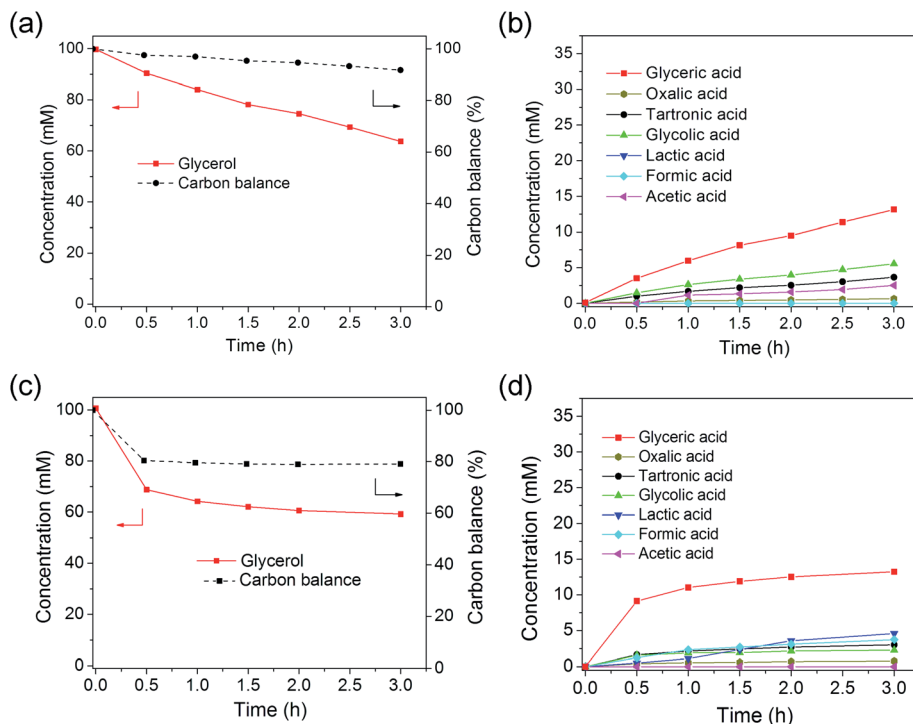 (a)
100
80
60
40
20
0
Concentration (mM)
Glycerol
Carbon balance
100
80
60
40
20
0
Carbon balance (%)
0.0 0.5 1.0 1.5 2.0 2.5 3.0
Time (h)
(b)
35
30
25
20
15
10
5
0
Concentration (mM)
Glyceric acid
Oxalic acid
Tartronic acid
Glycolic acid
Lactic acid
Formic acid
Acetic acid
0.0 0.5 1.0 1.5 2.0 2.5 3.0
Time (h)
(c)
100
80
60
40
20
0
Concentration (mM)
Glycerol
Carbon balance
100
80
60
40
20
0
Carbon balance (%)
0.0 0.5 1.0 1.5 2.0 2.5 3.0
Time (h)
(d)
35
30
25
20
15
10
5
0
Concentration (mM)
Glyceric acid
Oxalic acid
Tartronic acid
Glycolic acid
Lactic acid
Formic acid
Acetic acid
0.0 0.5 1.0 1.5 2.0 2.5 3.0
Time (h)